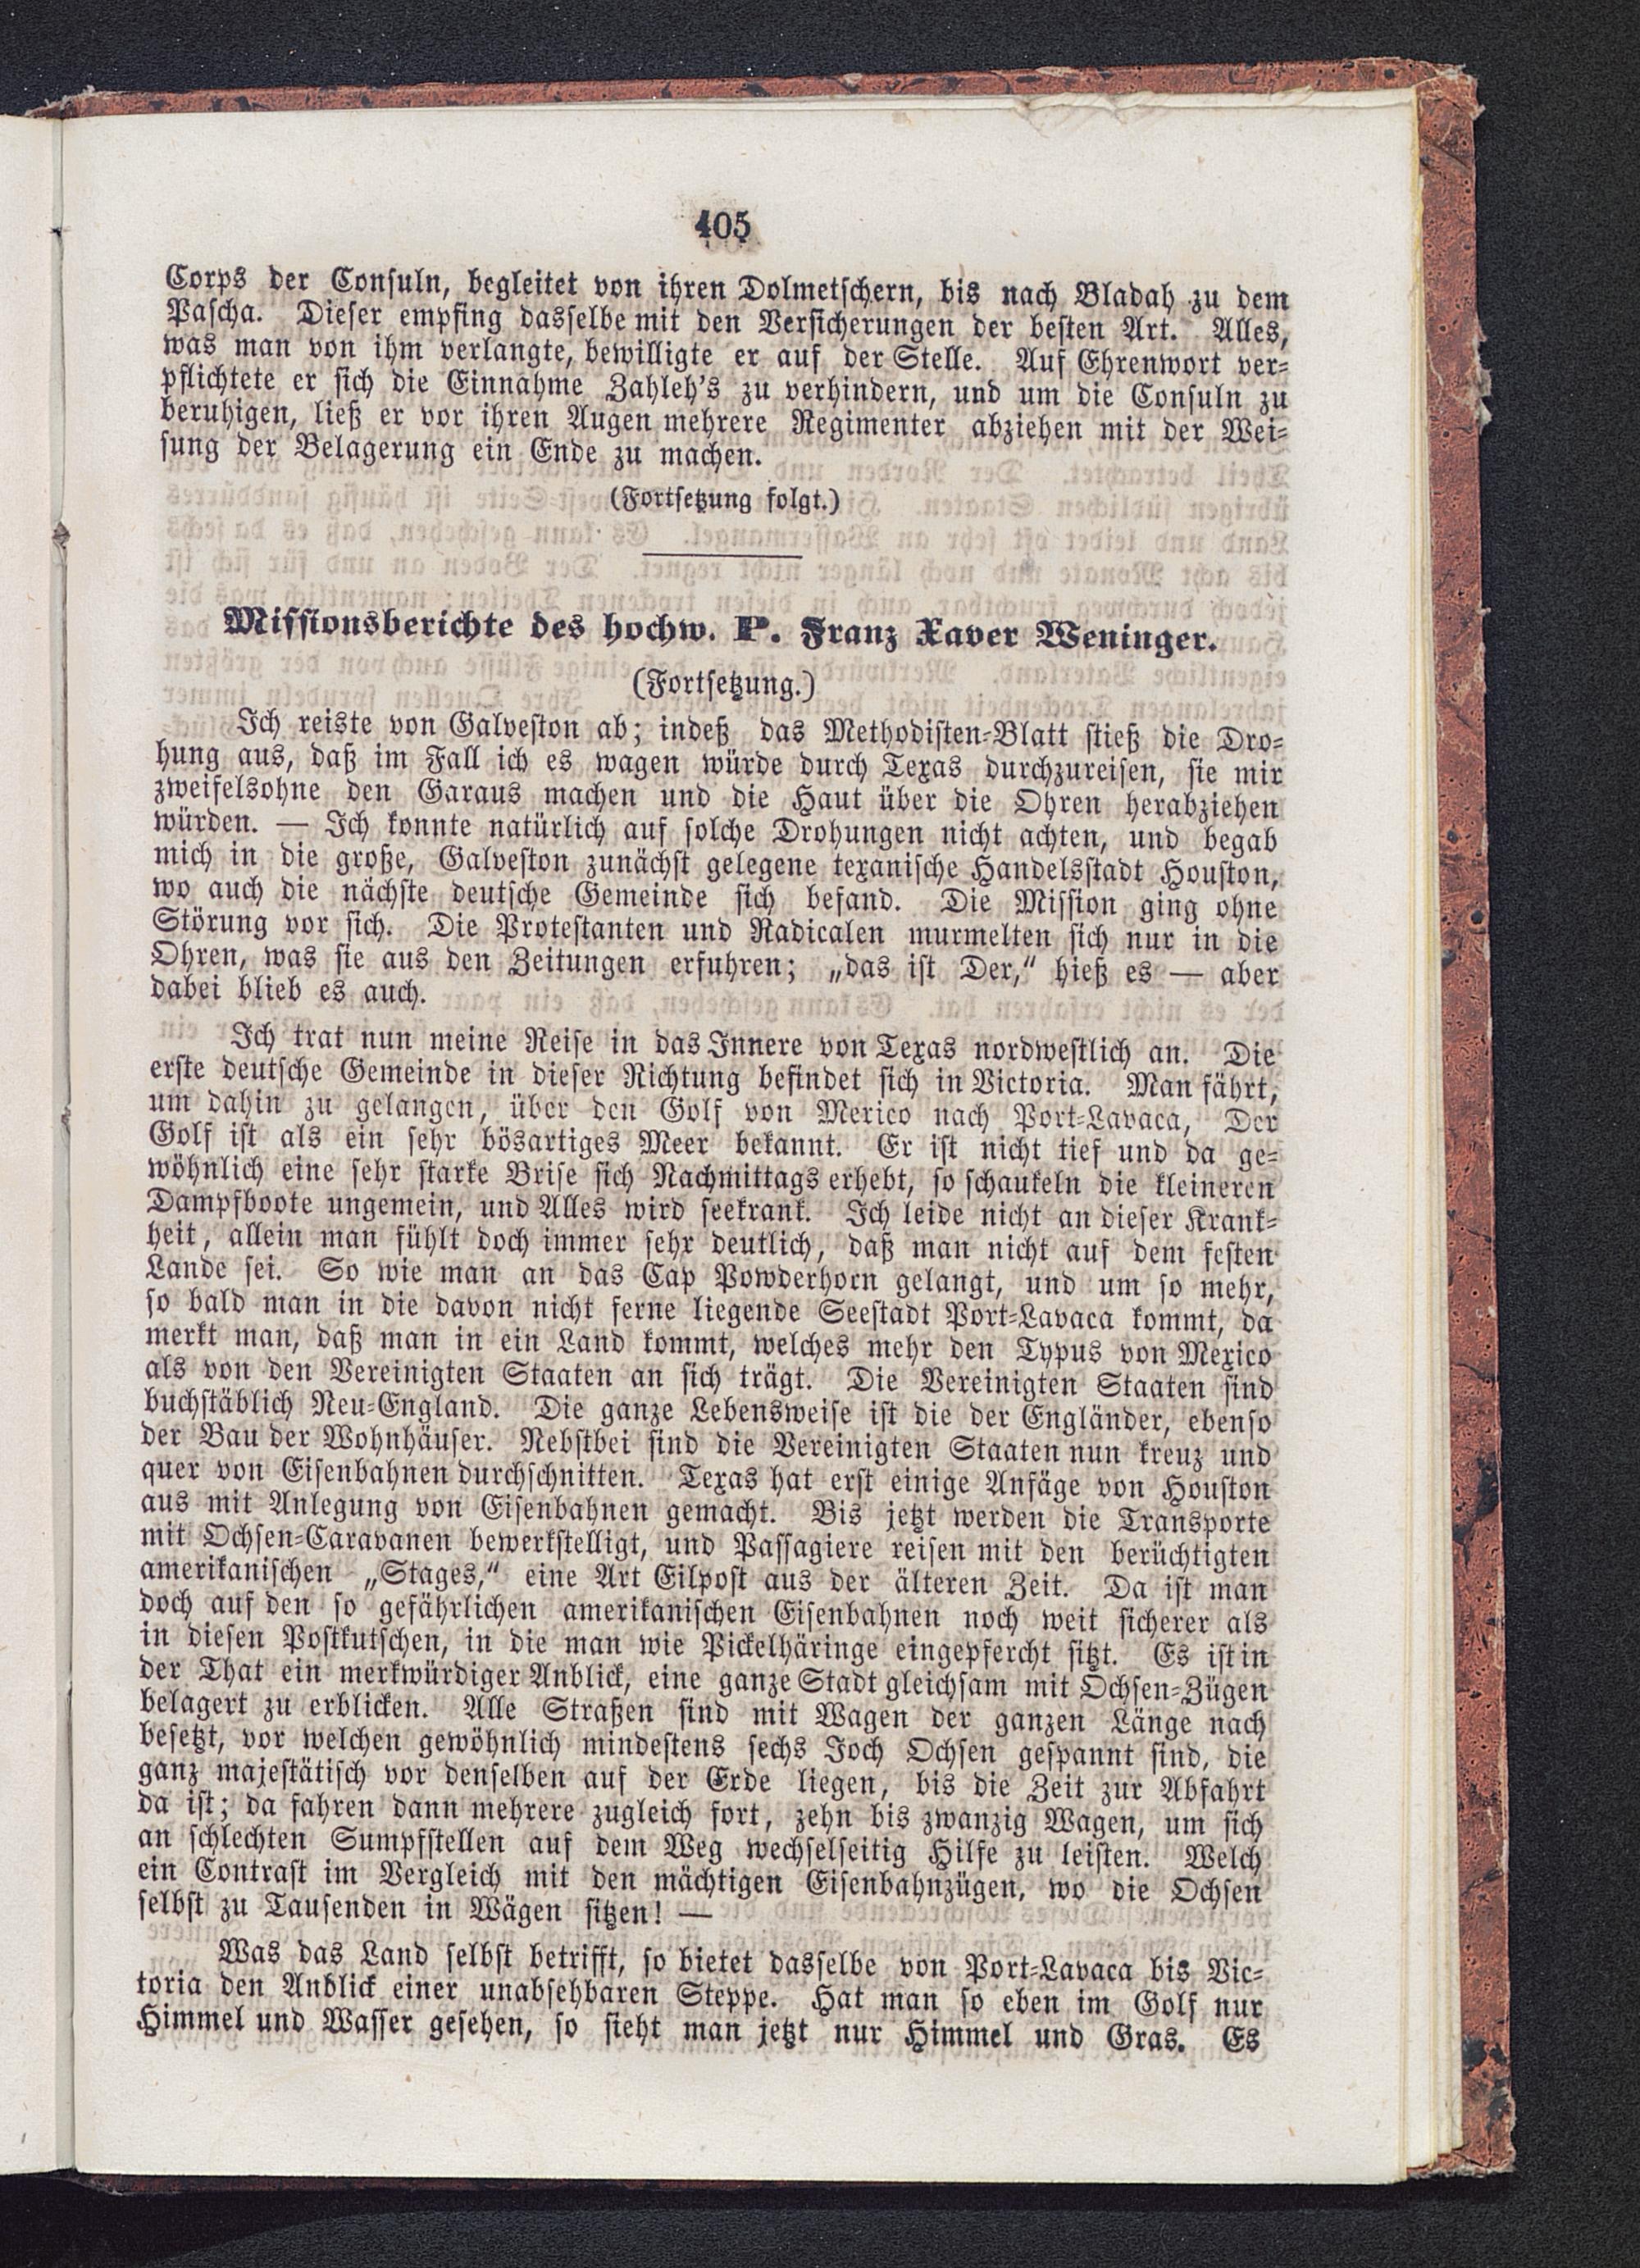 405
Corps der Consuln, begleitet von ihren Dolmetschern, bis nach Bladah zu dem
Pascha. Dieser empfing dasselbe mit den Versicherungen der besten Art. Alles,
was man von ihm verlangte, bewilligte er auf der Stelle. Auf Ehrenwort ver-
pflichtete er sich die Einnahme Zahleh's zu verhindern, und um die Consuln zu
beruhigen, ließ er vor ihren Augen mehrere Regimenter abziehen mit der Wei-
sung der Belagerung ein Ende zu machen.
(Fortsetzung folgt.)
Missionsberichte des hochw. P. Franz Xaver Weninger.
(Fortsetzung.)
Ich reiste von Galveston ab; indeß das Methodisten-Blatt stieß die Dro-
hung aus, daß im Fall ich es wagen würde durch Texas durchzureisen, sie mir
zweifelsohne den Garaus machen und die Haut über die Ohren herabziehen
würden. — Ich konnte natürlich auf solche Drohungen nicht achten, und begab
mich in die große, Galveston zunächst gelegene texanische Handelsstadt Houston,
wo auch die nächste deutsche Gemeinde sich befand. Die Mission ging ohne
Störung vor sich. Die Protestanten und Radicalen murmelten sich nur in die
Ohren, was sie aus den Zeitungen erfuhren; „das ist Der,“ hieß es — aber
dabei blieb es auch.
Ich trat nun meine Reise in das Innere von Texas nordwestlich an. Die
erste deutsche Gemeinde in dieser Richtung befindet sich in Victoria. Man fährt,
um dahin zu gelangen, über den Golf von Merico nach Port-Lavaca, Der
Golf ist als ein sehr bösartiges Meer bekannt. Er ist nicht tief und da ge-
wöhnlich eine sehr starke Brise sich Nachmittags erhebt, so schaukeln die kleineren
Dampfboote ungemein, und Alles wird seekrank. Ich leide nicht an dieser Krank-
heit, allein man fühlt doch immer sehr deutlich, daß man nicht auf dem festen
Lande sei. So wie man an das Cap Powderhorn gelangt, und um so mehr,
so bald man in die davon nicht ferne liegende Seestadt Port-Lavaca kommt, da
merkt man, daß man in ein Land kommt, welches mehr den Typus von Mexico
als von den Vereinigten Staaten an sich trägt. Die Vereinigten Staaten sind
buchstäblich Neu-England. Die ganze Lebensweise ist die der Engländer, ebenso
der Bau der Wohnhäuser. Nebstbei sind die Vereinigten Staaten nun kreuz und
quer von Eisenbahnen durchschnitten. Texas hat erst einige Anfäge von Houston
aus mit Anlegung von Eisenbahnen gemacht. Bis jetzt werden die Transporte
mit Ochsen-Caravanen bewerkstelligt, und Passagiere reisen mit den berüchtigten
amerikanischen „Stages,“ eine Art Eilpost aus der älteren Zeit. Da ist man
doch auf den so gefährlichen amerikanischen Eisenbahnen noch weit sicherer als
in diesen Postkutschen, in die man wie Pickelhäringe eingepfercht sitzt. Es ist in
der That ein merkwürdiger Anblick, eine ganze Stadt gleichsam mit Ochsen-Zügen
belagert zu erblicken. Alle Straßen sind mit Wagen der ganzen Länge nach
besetzt, vor welchen gewöhnlich mindestens sechs Joch Ochsen gespannt sind, die
ganz majestätisch vor denselben auf der Erde liegen, bis die Zeit zur Abfahrt
da ist; da fahren dann mehrere zugleich fort, zehn bis zwanzig Wagen, um sich
an schlechten Sumpfstellen auf dem Weg wechselseitig Hilfe zu leisten. Welch
ein Contrast im Vergleich mit den mächtigen Eisenbahnzügen, wo die Ochsen
selbst zu Tausenden in Wägen sitzen! —
Was das Land selbst betrifft, so bietet dasselbe von Port-Lavaca bis Vic-
toria den Anblick einer unabsehbaren Steppe. Hat man so eben im Golf nur
Himmel und Wasser gesehen, so sieht man jetzt nur Himmel und Gras. Es